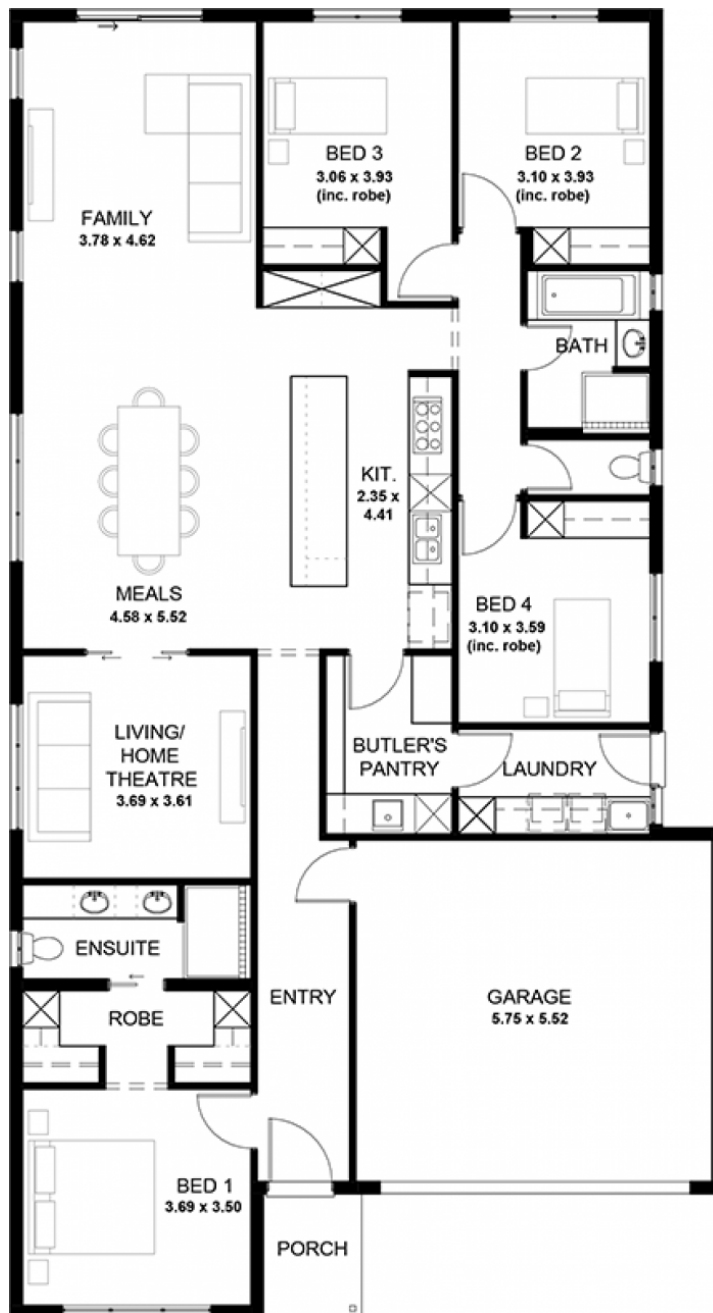 BED 3
3.06 x 3.93
(inc. robe)
BED 2
3.10 x 3.93
(inc. robe)
FAMILY
3.78 x 4.62
BATH
KIT.
2.35 x
4.41
MEALS
4.58 x 5.52
BED 4
3.10 x 3.59
(inc. robe)
LIVING/
HOME
THEATRE
3.69 x 3.61
BUTLER'S
PANTRY
LAUNDRY
ENSUITE
ROBE
ENTRY
GARAGE
5.75 x 5.52
BED 1
3.69 x 3.50
PORCH